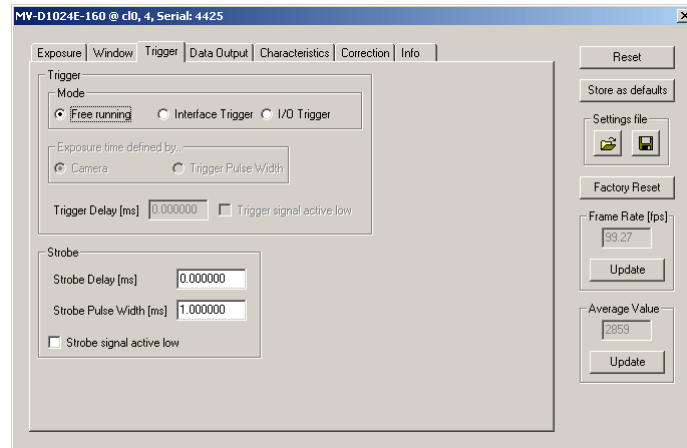 MV-D1024E-160 @ cl0, 4, Serial: 4425
Exposure Window Trigger Data Output Characteristics Correction Info
Trigger
Mode
Free running Interface Trigger I/O Trigger
Exposure time defined by..
Camera Trigger Pulse Width
Trigger Delay [ms] 0.000000 Trigger signal active low
Strobe
Strobe Delay [ms] 0.000000
Strobe Pulse Width [ms] 1.000000
Strobe signal active low
Reset
Store as defaults
Settings file
Factory Reset
Frame Rate [fps]
99.27
Update
Average Value
2859
Update